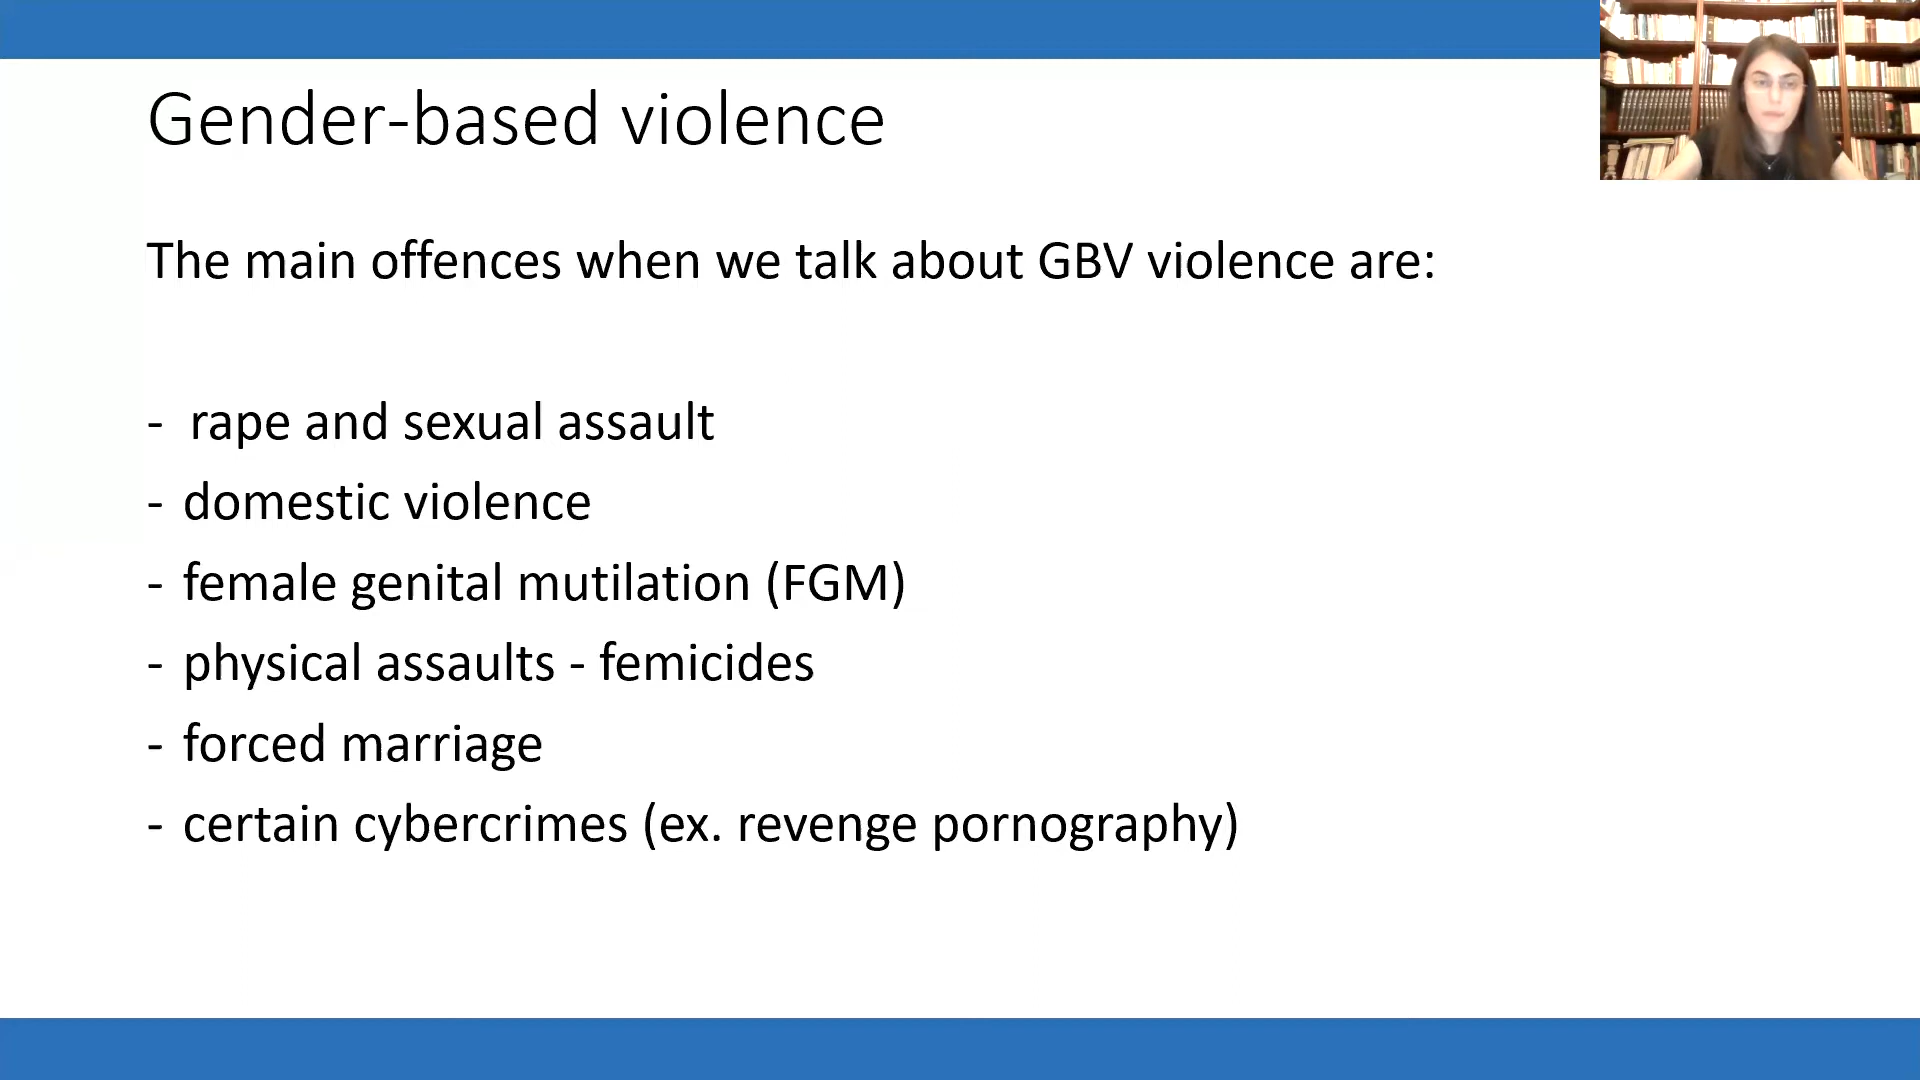 Gender-based violence
The main offences when we talk about GBV violence are:
- rape and sexual assault
- domestic violence
- female genital mutilation (FGM)
- physical assaults - femicides
- forced marriage
- certain cybercrimes (ex. revenge pornography)